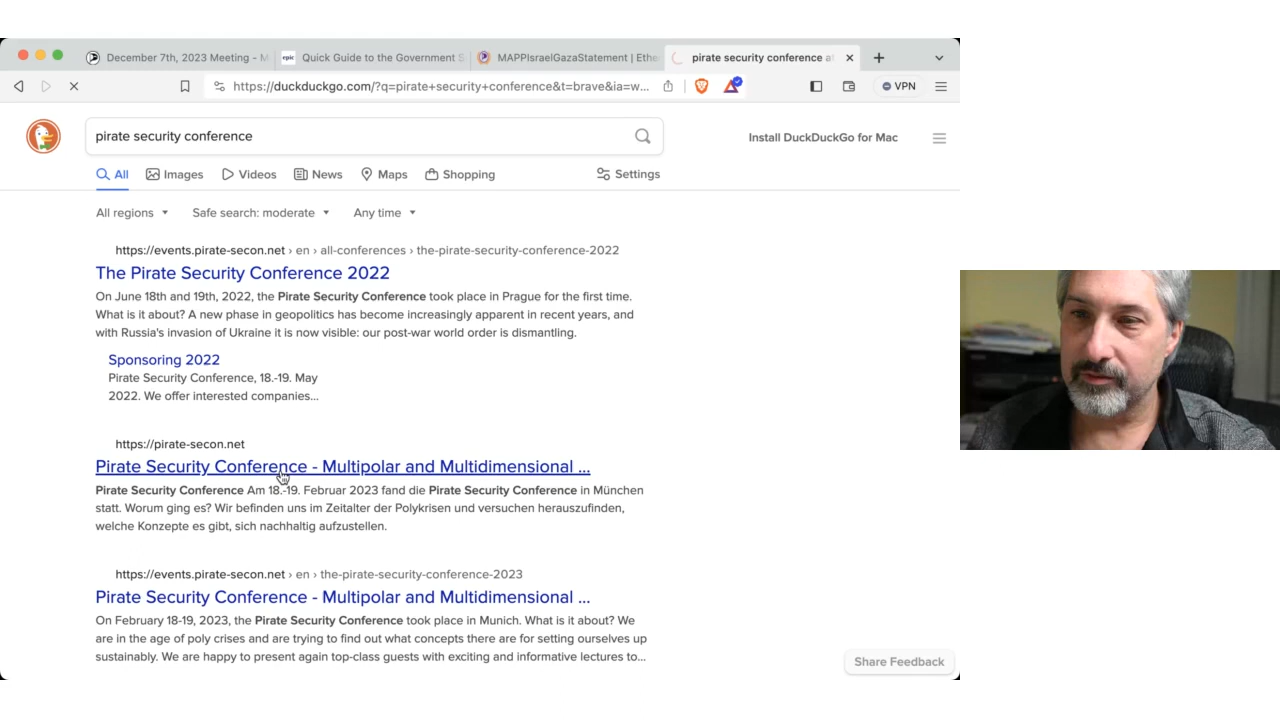 December 7th, 2023 Meeting - M
epic Quick Guide to the Government S
MAPPIsraelGazaStatement | Ethe
pirate security conference at
https://duckduckgo.com/?q=pirate+security+conference&t=brave&ia=w...
VPN
pirate security conference
Install DuckDuckGo for Mac
All
Images
Videos
News
Maps
Shopping
Settings
All regions
Safe search: moderate
Any time
https://events.pirate-secon.net › en › all-conferences › the-pirate-security-conference-2022
The Pirate Security Conference 2022
On June 18th and 19th, 2022, the Pirate Security Conference took place in Prague for the first time.
What is it about? A new phase in geopolitics has become increasingly apparent in recent years, and
with Russia's invasion of Ukraine it is now visible: our post-war world order is dismantling.
Sponsoring 2022
Pirate Security Conference, 18.-19. May
2022. We offer interested companies...
https://pirate-secon.net
Pirate Security Conference - Multipolar and Multidimensional ...
Pirate Security Conference Am 18.-19. Februar 2023 fand die Pirate Security Conference in München
statt. Worum ging es? Wir befinden uns im Zeitalter der Polykrisen und versuchen herauszufinden,
welche Konzepte es gibt, sich nachhaltig aufzustellen.
https://events.pirate-secon.net › en › the-pirate-security-conference-2023
Pirate Security Conference - Multipolar and Multidimensional ...
On February 18-19, 2023, the Pirate Security Conference took place in Munich. What is it about? We
are in the age of poly crises and are trying to find out what concepts there are for setting ourselves up
sustainably. We are happy to present again top-class guests with exciting and informative lectures to...
Share Feedback